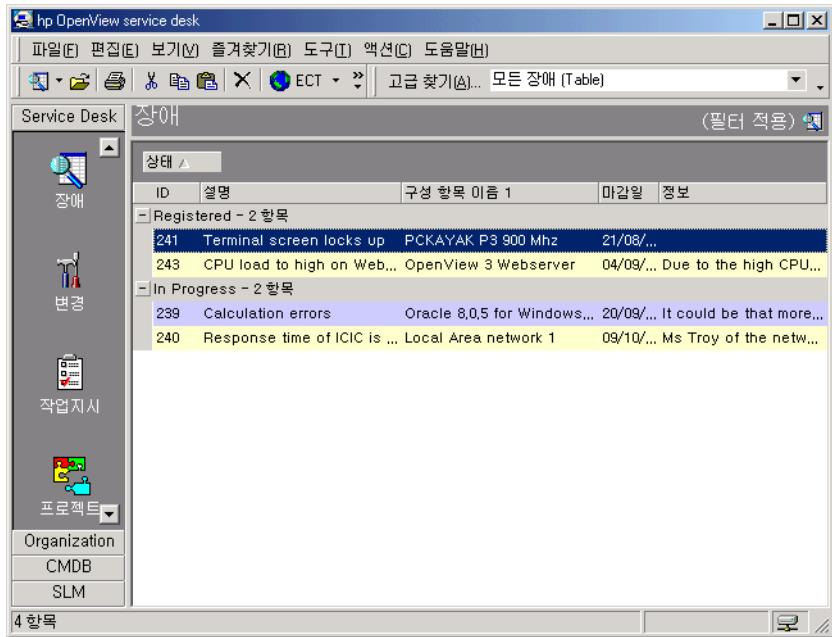 hp OpenView service desk
파일(F) 편집(E) 보기(V) 즐겨찾기(R) 도구(T) 액션(C) 도움말(H)
ECT 고급 찾기(A)... 모든 장애 (Table)
Service Desk 장애 (필터 적용)
상태
장애
ID 설명 구성 항목 이름 1 마감일 정보
Registered - 2 항목
241 Terminal screen locks up PCKAYAK P3 900 Mhz 21/08/...
243 CPU load to high on Web... OpenView 3 Webserver 04/09/... Due to the high CPU...
In Progress - 2 항목
239 Calculation errors Oracle 8,0,5 for Windows... 20/09/... It could be that more...
240 Response time of ICIC is ... Local Area network 1 09/10/... Ms Troy of the netw...
변경
작업지시
프로젝트
Organization
CMDB
SLM
4 항목